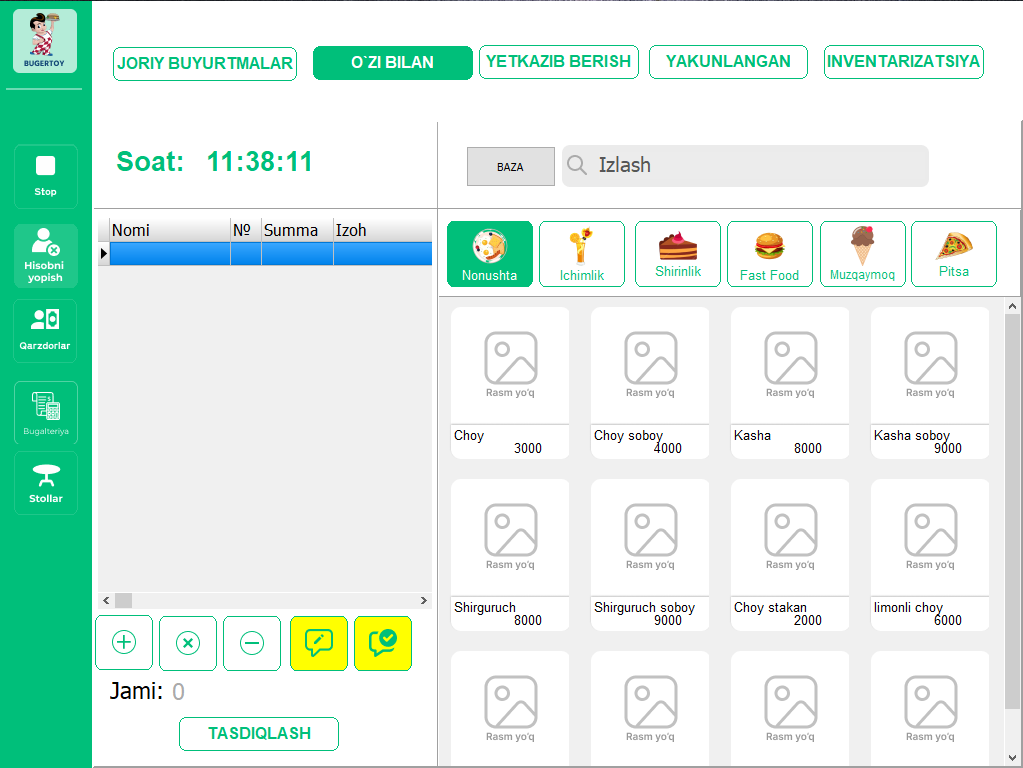 BUGERTOY
JORIY BUYURTMALAR
O`ZI BILAN
YETKAZIB BERISH
YAKUNLANGAN
INVENTARIZATSIYA
Stop
Hisobni
yopish
Qarzdorlar
Bugalteriya
Stollar
Soat: 11:38:11
BAZA
Izlash
Nomi № Summa Izoh
Nonushta
Ichimlik
Shirinlik
Fast Food
Muzqaymoq
Pitsa
Rasm yo'q
Choy
3000
Rasm yo'q
Choy soboy
4000
Rasm yo'q
Kasha
8000
Rasm yo'q
Kasha soboy
9000
Rasm yo'q
Shirguruch
8000
Rasm yo'q
Shirguruch soboy
9000
Rasm yo'q
Choy stakan
2000
Rasm yo'q
limonli choy
6000
Rasm yo'q
Rasm yo'q
Rasm yo'q
Rasm yo'q
Jami: 0
TASDIQLASH